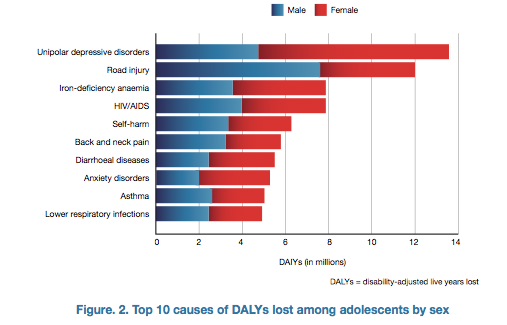 Male Female
Unipolar depressive disorders
Road injury
Iron-deficiency anaemia
HIV/AIDS
Self-harm
Back and neck pain
Diarrhoeal diseases
Anxiety disorders
Asthma
Lower respiratory infections
0 2 4 6 8 10 12 14
DAlYs (in millions)
DALYs = disability-adjusted live years lost
Figure. 2. Top 10 causes of DALYs lost among adolescents by sex